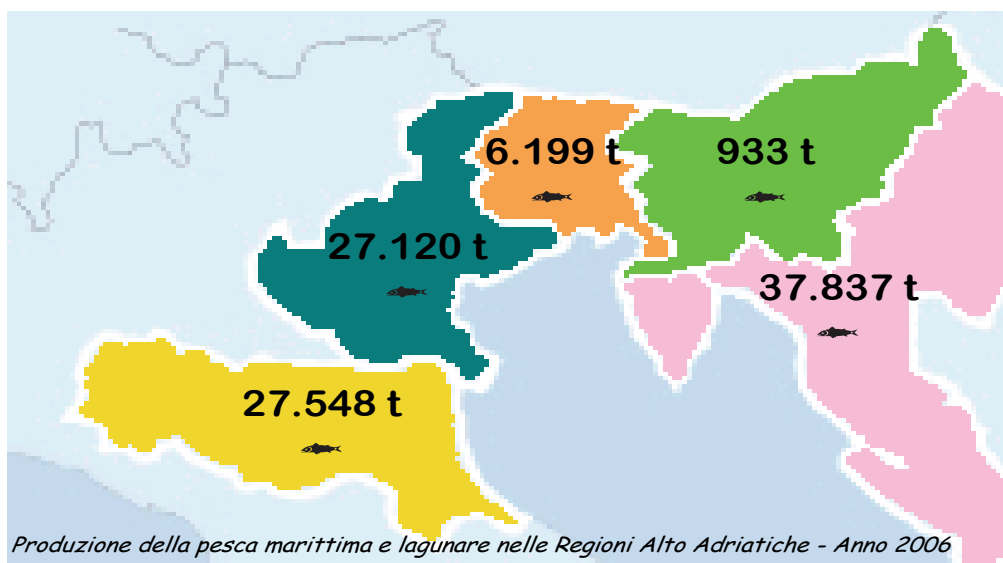 6.199 t
933 t
27.120 t
37.837 t
27.548 t
Produzione della pesca marittima e lagunare nelle Regioni Alto Adriatiche - Anno 2006